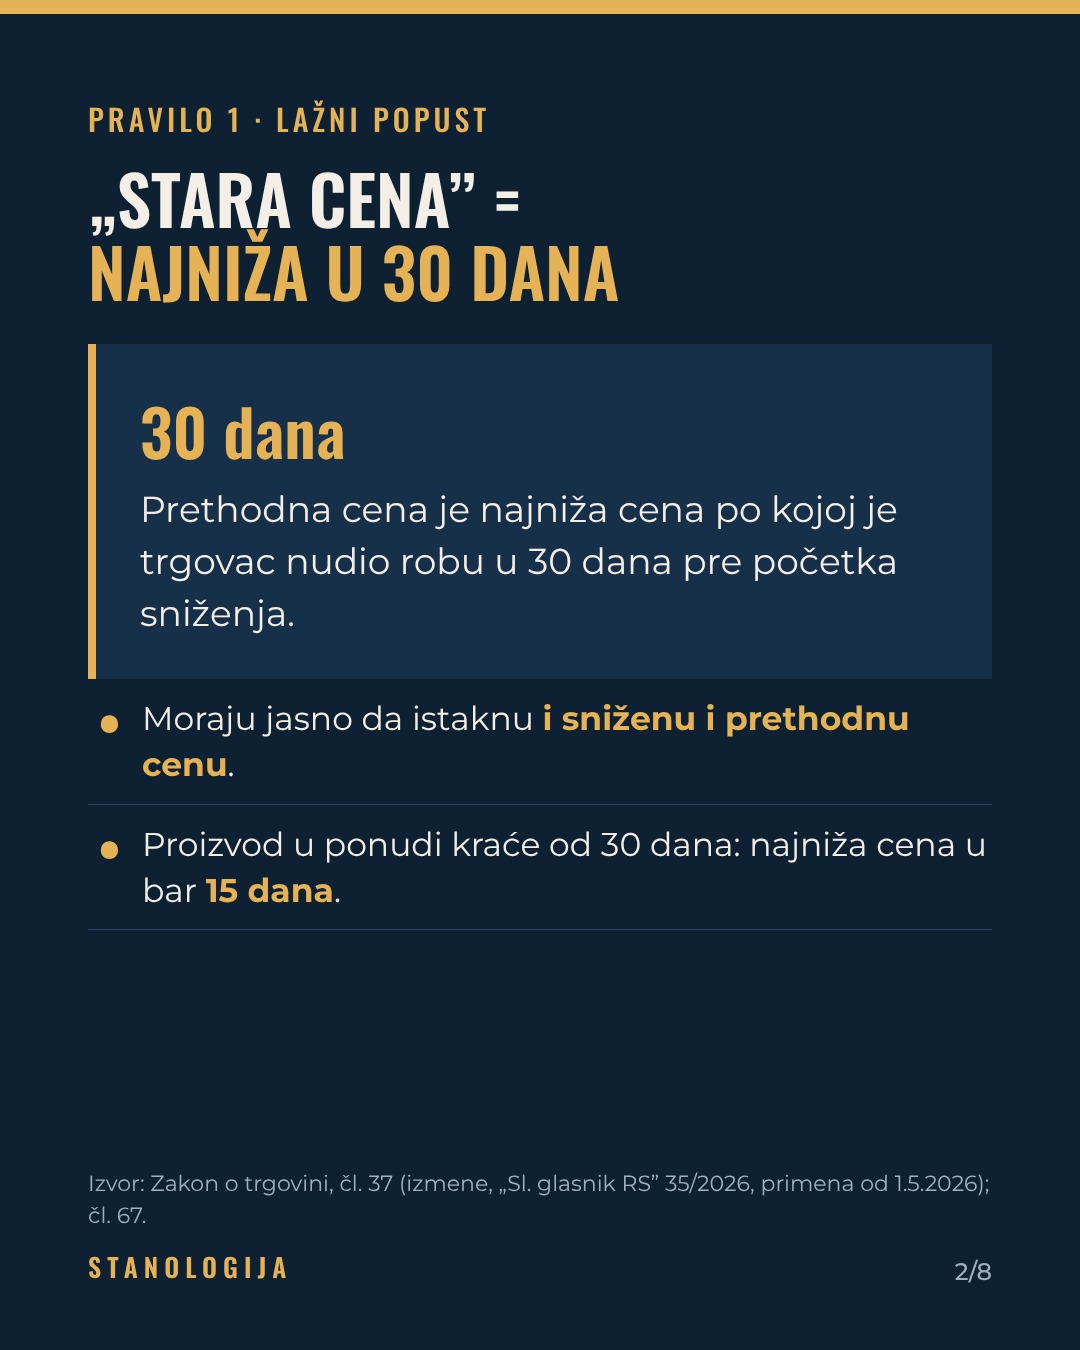 PRAVILO 1 · LAŽNI POPUST
„STARA CENA” =
NAJNIŽA U 30 DANA
30 dana
Prethodna cena je najniža cena po kojoj je
trgovac nudio robu u 30 dana pre početka
sniženja.
Moraju jasno da istaknu i sniženu i prethodnu
cenu.
Proizvod u ponudi kraće od 30 dana: najniža cena u
bar 15 dana.
Izvor: Zakon o trgovini, čl. 37 (izmene, „Sl. glasnik RS” 35/2026, primena od 1.5.2026);
čl. 67.
STANOLOGIJA
2/8